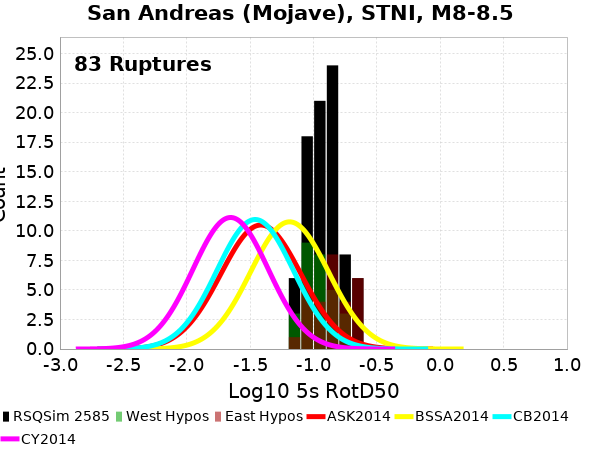 San Andreas (Mojave), STNI, M8-8.5
83 Ruptures
25.0
22.5
20.0
17.5
15.0
12.5
10.0
7.5
5.0
2.5
0.0
Count
-3.0 -2.5 -2.0 -1.5 -1.0 -0.5 0.0 0.5 1.0
Log10 5s RotD50
RSQSim 2585 West Hypos East Hypos ASK2014 BSSA2014 CB2014
CY2014